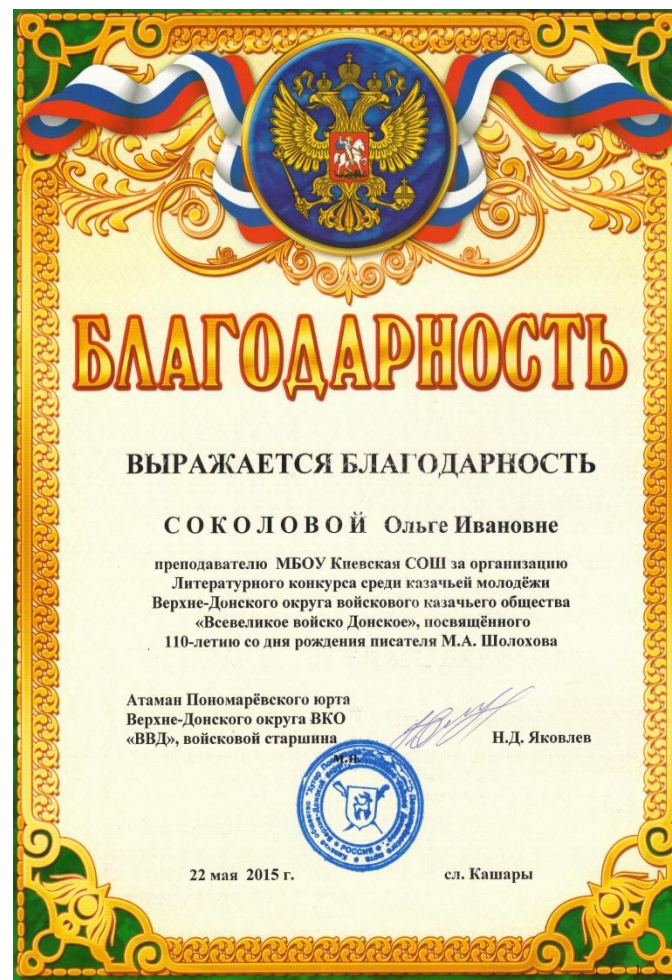 БЛАГОДАРНОСТЬ
ВЫРАЖАЕТСЯ БЛАГОДАРНОСТЬ
СОКОЛОВОЙ Ольге Ивановне
преподавателю МБОУ Киевская СОШ за организацию
Литературного конкурса среди казачьей молодёжи
Верхне-Донского округа войскового казачьего общества
«Всевеликое войско Донское», посвящённого
110-летию со дня рождения писателя М.А. Шолохова
Атаман Пономарёвского юрта
Верхне-Донского округа ВКО
«ВВД», войсковой старшина Н.Д. Яковлев
М.П.
РОССИЯ
22 мая 2015 г. сл. Кашары